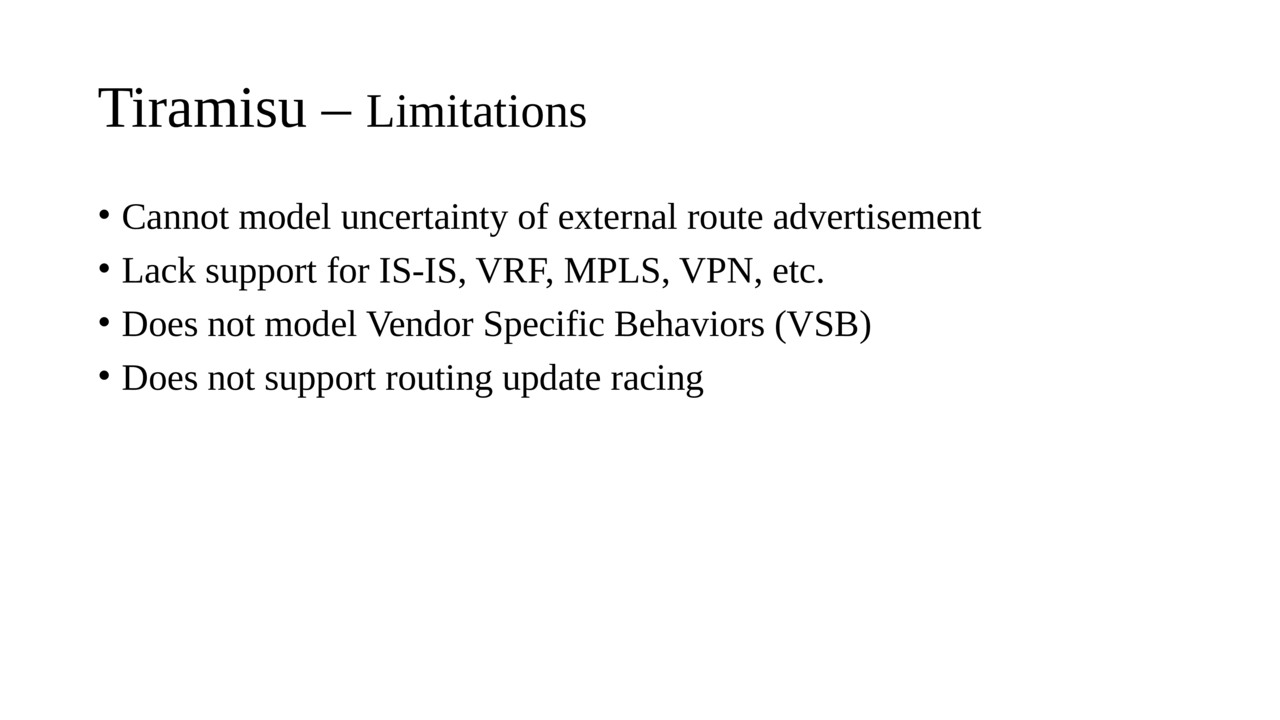 Tiramisu – Limitations
• Cannot model uncertainty of external route advertisement
• Lack support for IS-IS, VRF, MPLS, VPN, etc.
• Does not model Vendor Specific Behaviors (VSB)
• Does not support routing update racing